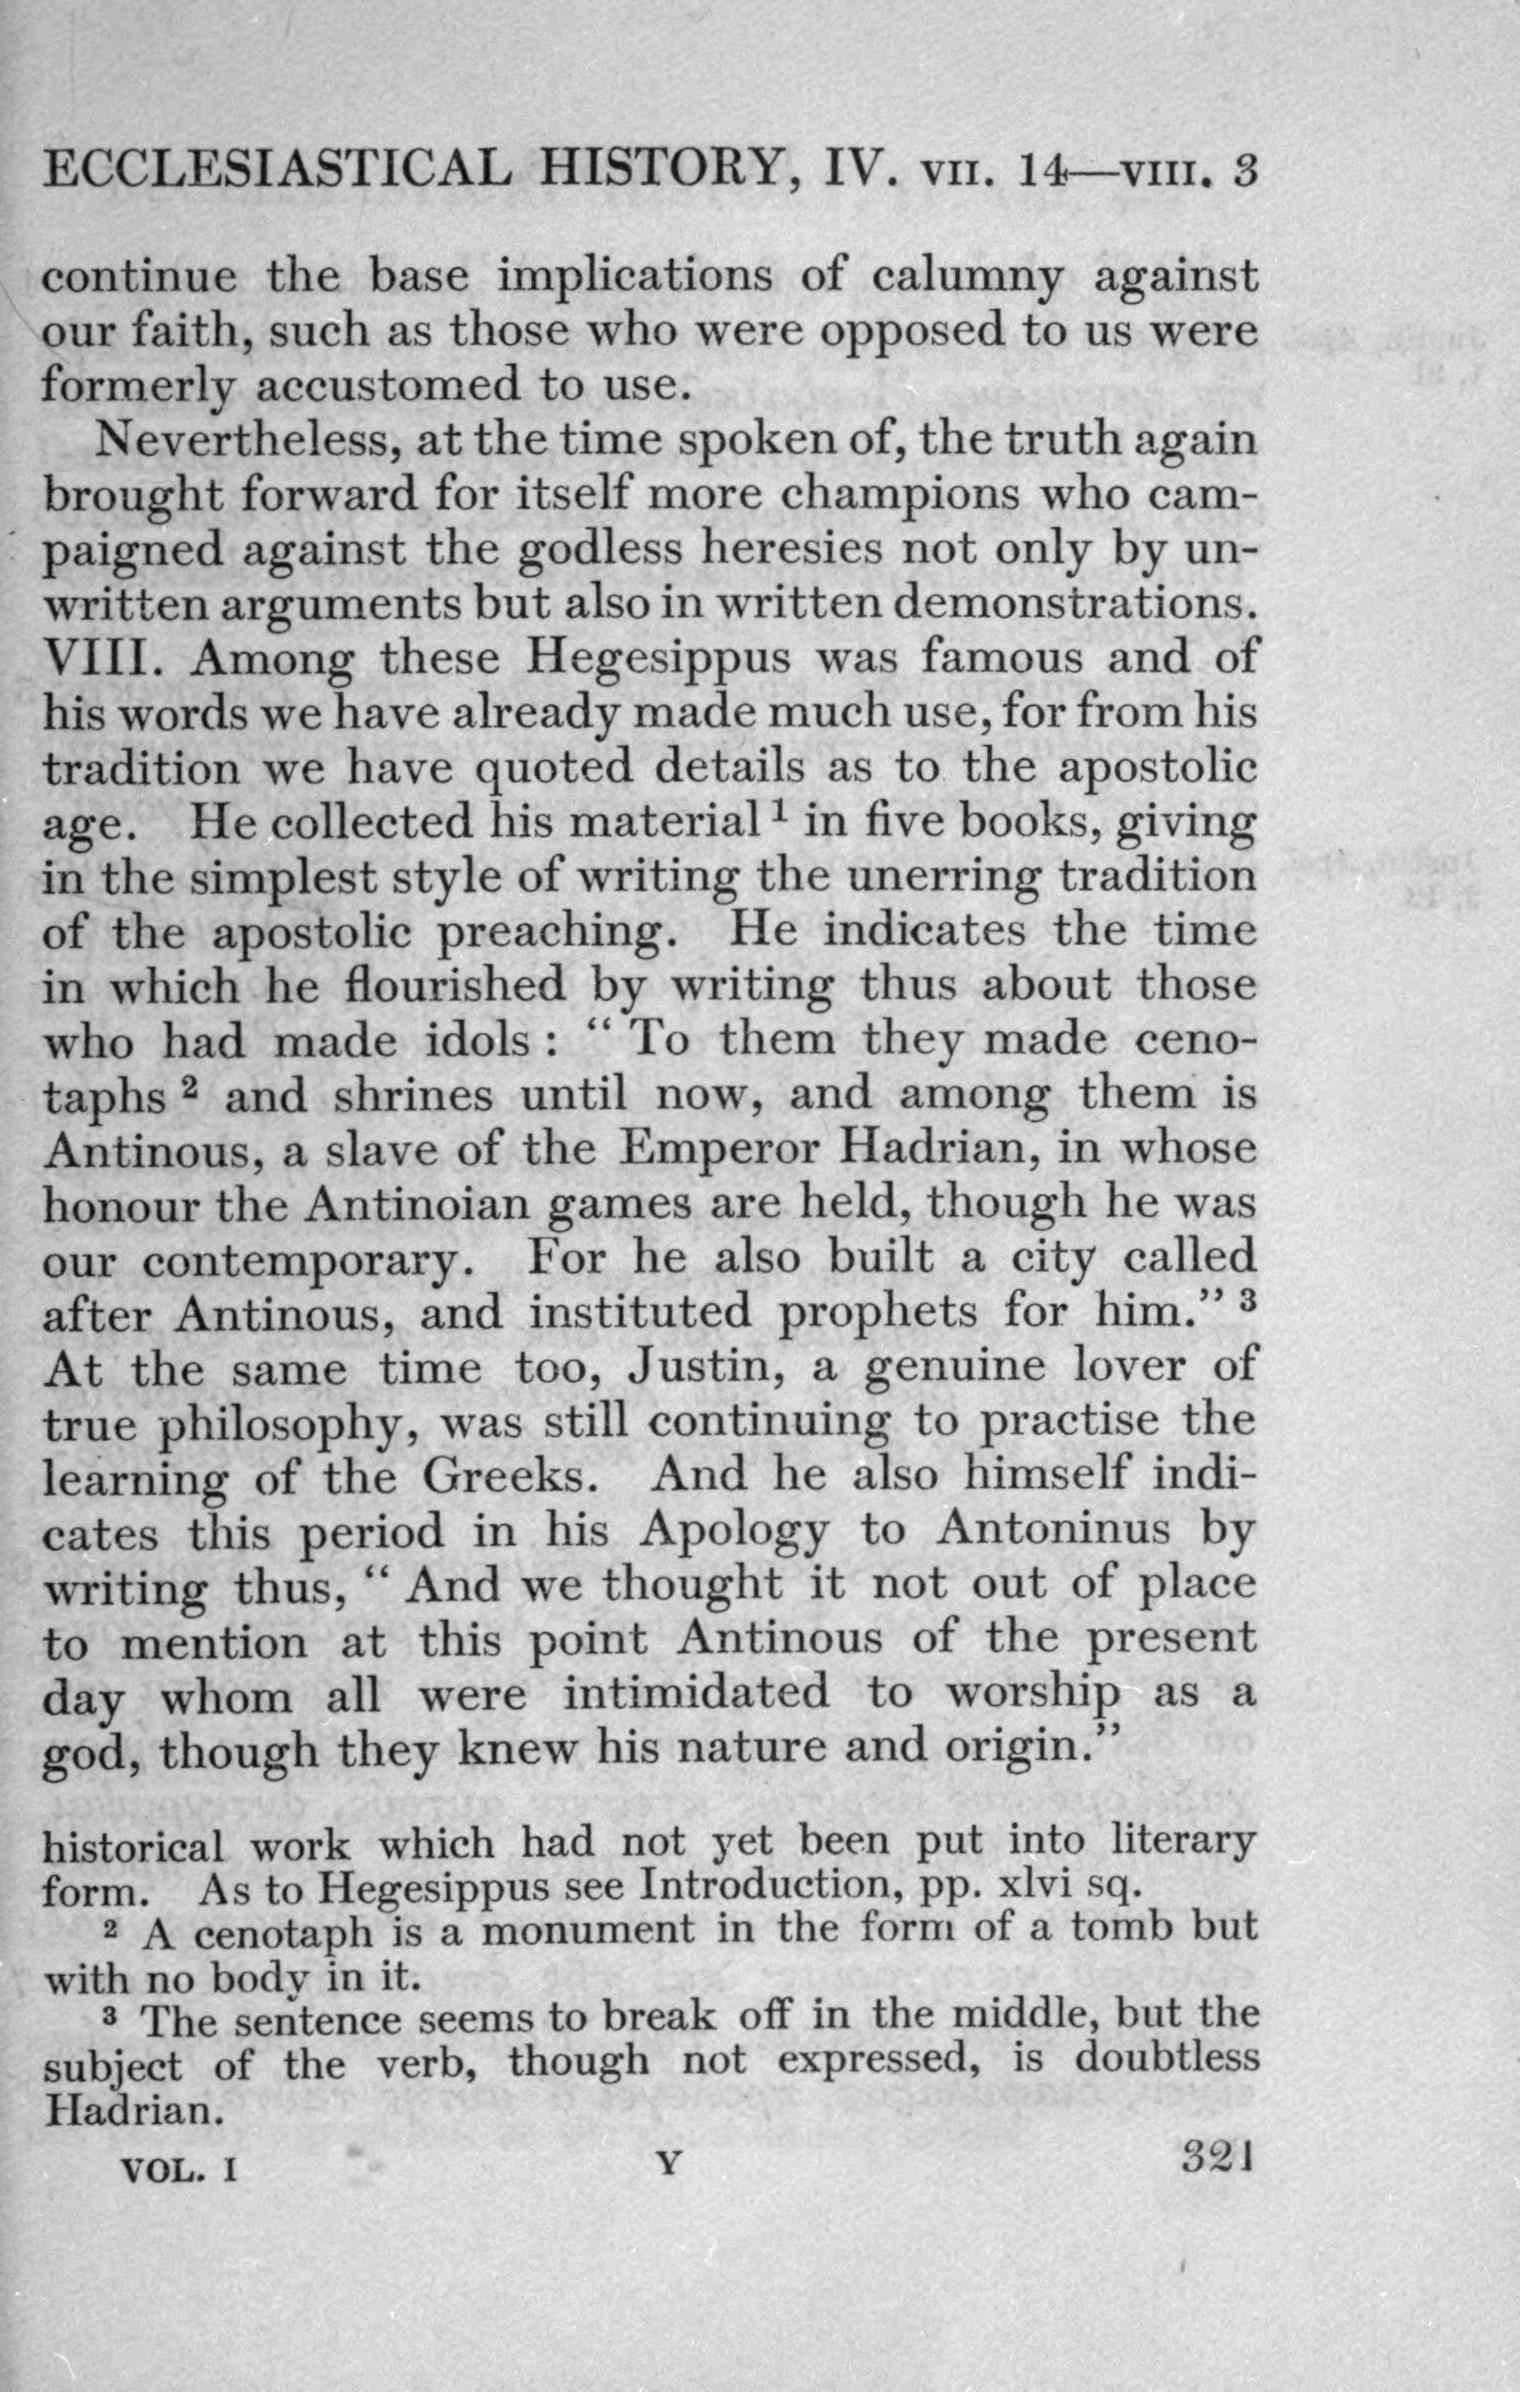 ECCLESIASTICAL HISTORY, IV. VII. 14—VIII. 3
continue the base implications of calumny against
our faith, such as those who were opposed to us were
formerly accustomed to use.
Nevertheless, at the time spoken of, the truth again
brought forward for itself more champions who cam-
paigned against the godless heresies not only by un-
written arguments but also in written demonstrations.
VIII. Among these Hegesippus was famous and of
his words we have already made much use, for from his
tradition we have quoted details as to the apostolic
age. He collected his material ¹ in five books, giving
in the simplest style of writing the unerring tradition
of the apostolic preaching. He indicates the time
in which he flourished by writing thus about those
who had made idols : “ To them they made ceno-
taphs ² and shrines until now, and among them is
Antinous, a slave of the Emperor Hadrian, in whose
honour the Antinoian games are held, though he was
our contemporary. For he also built a city called
after Antinous, and instituted prophets for him.” ³
At the same time too, Justin, a genuine lover of
true philosophy, was still continuing to practise the
learning of the Greeks. And he also himself indi-
cates this period in his Apology to Antoninus by
writing thus, “ And we thought it not out of place
to mention at this point Antinous of the present
day whom all were intimidated to worship as a
god, though they knew his nature and origin.”
historical work which had not yet been put into literary
form. As to Hegesippus see Introduction, pp. xlvi sq.
² A cenotaph is a monument in the form of a tomb but
with no body in it.
³ The sentence seems to break off in the middle, but the
subject of the verb, though not expressed, is doubtless
Hadrian.
VOL. I Y 321